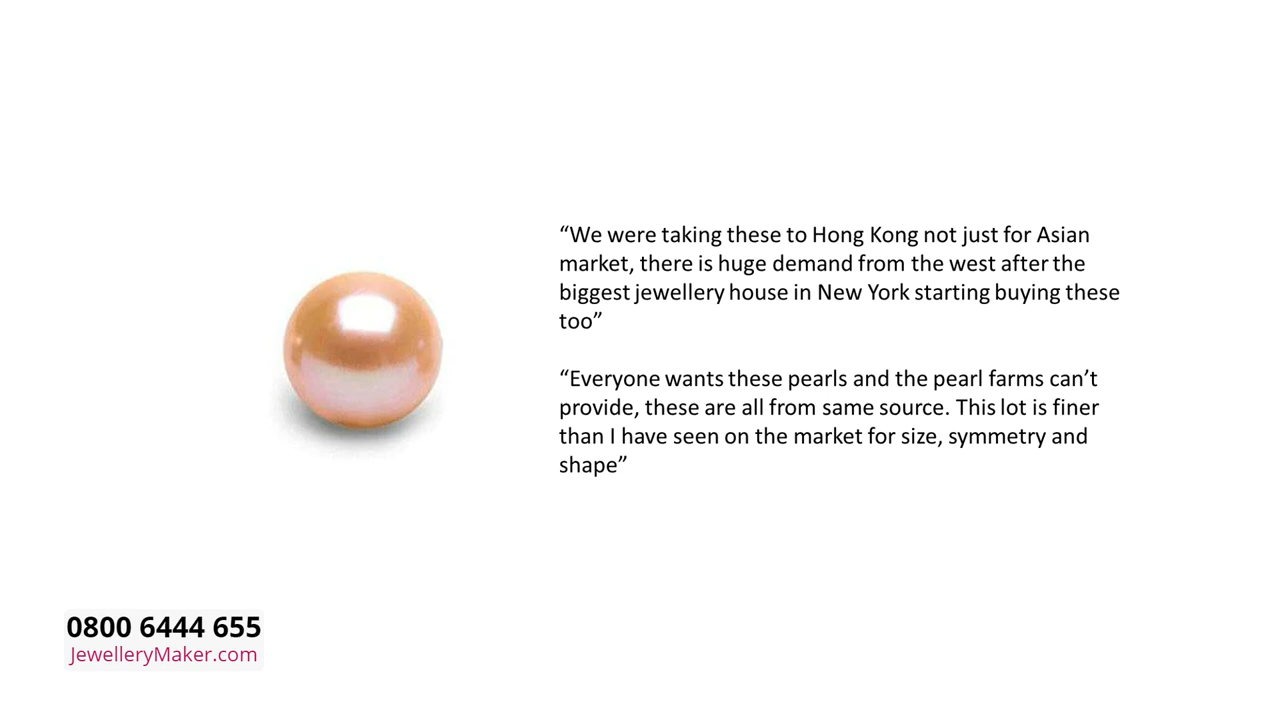 “We were taking these to Hong Kong not just for Asian
market, there is huge demand from the west after the
biggest jewellery house in New York starting buying these
too”
“Everyone wants these pearls and the pearl farms can’t
provide, these are all from same source. This lot is finer
than I have seen on the market for size, symmetry and
shape”
0800 6444 655
JewelleryMaker.com